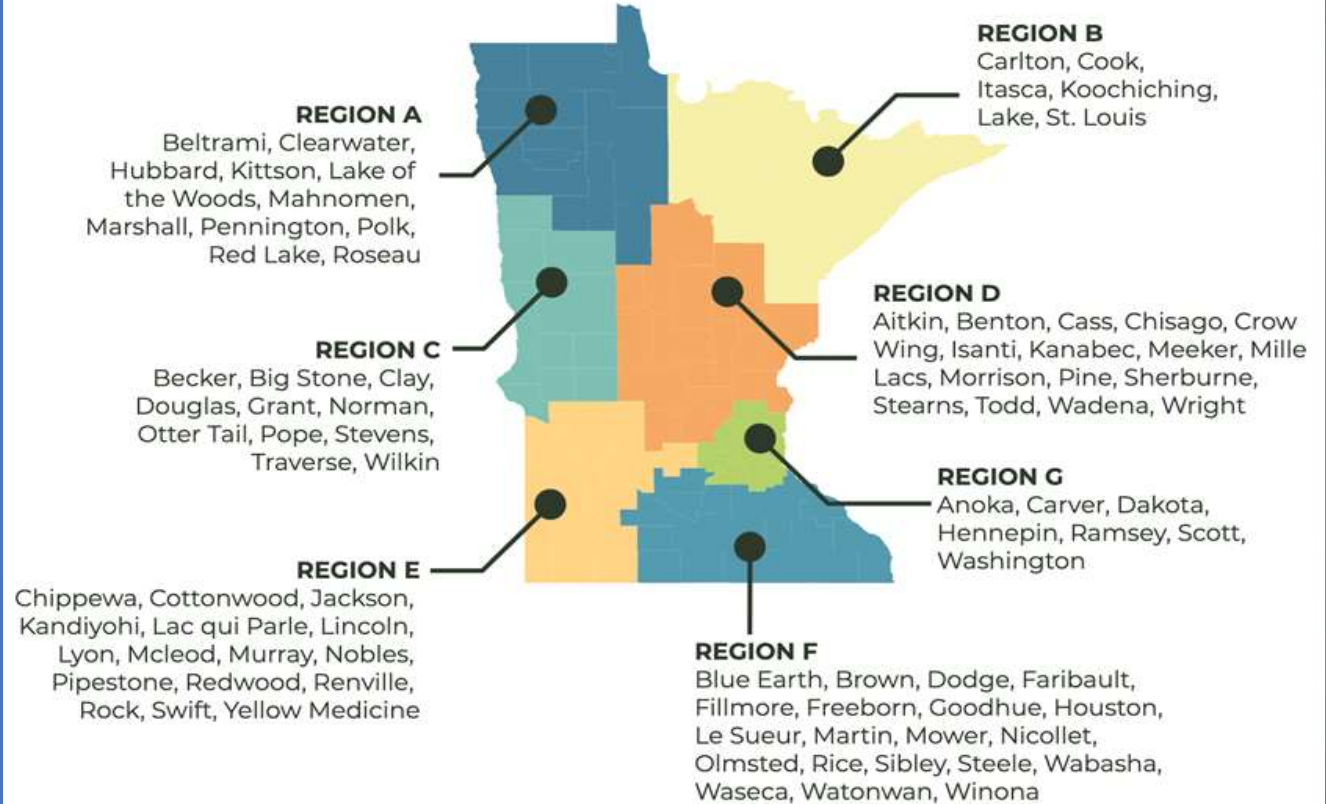 REGION A
Beltrami, Clearwater,
Hubbard, Kittson, Lake of
the Woods, Mahnomen,
Marshall, Pennington, Polk,
Red Lake, Roseau
REGION B
Carlton, Cook,
Itasca, Koochiching,
Lake, St. Louis
REGION C
Becker, Big Stone, Clay,
Douglas, Grant, Norman,
Otter Tail, Pope, Stevens,
Traverse, Wilkin
REGION D
Aitkin, Benton, Cass, Chisago, Crow
Wing, Isanti, Kanabec, Meeker, Mille
Lacs, Morrison, Pine, Sherburne,
Stearns, Todd, Wadena, Wright
REGION G
Anoka, Carver, Dakota,
Hennepin, Ramsey, Scott,
Washington
REGION E
Chippewa, Cottonwood, Jackson,
Kandiyohi, Lac qui Parle, Lincoln,
Lyon, Mcleod, Murray, Nobles,
Pipestone, Redwood, Renville,
Rock, Swift, Yellow Medicine
REGION F
Blue Earth, Brown, Dodge, Faribault,
Fillmore, Freeborn, Goodhue, Houston,
Le Sueur, Martin, Mower, Nicollet,
Olmsted, Rice, Sibley, Steele, Wabasha,
Waseca, Watonwan, Winona